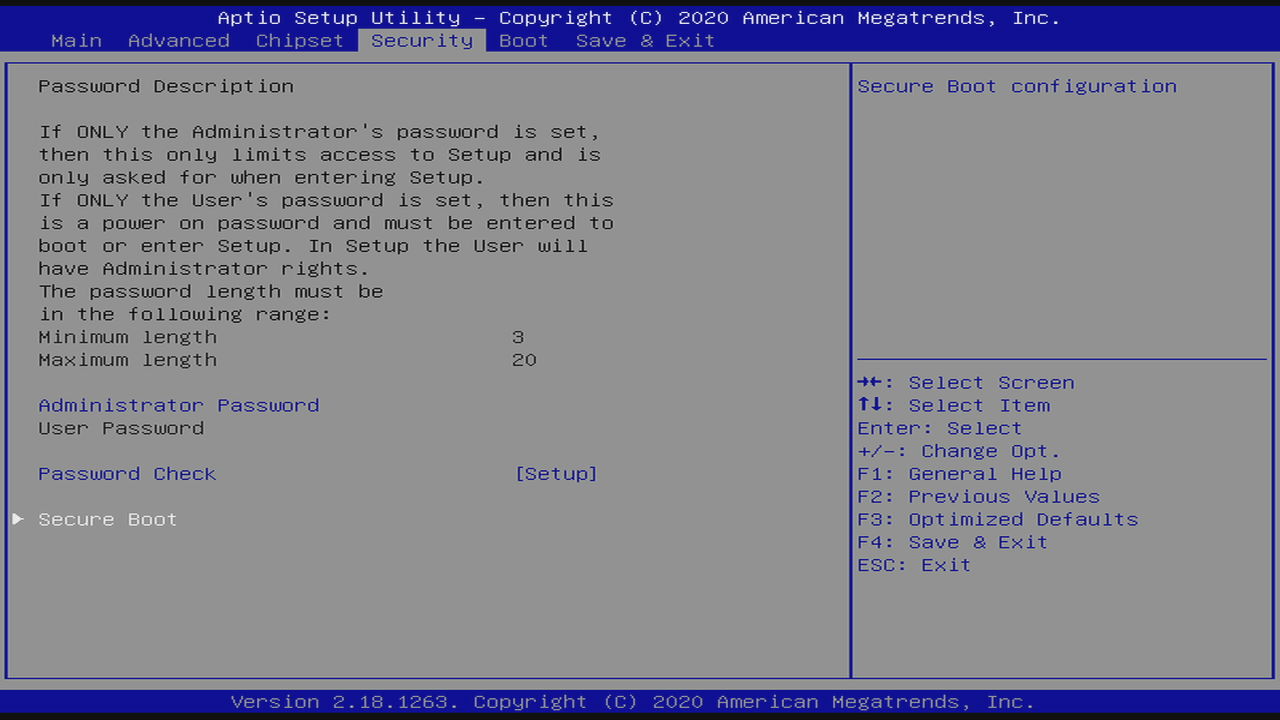 Aptio Setup Utility – Copyright (C) 2020 American Megatrends, Inc.
Main Advanced Chipset Security Boot Save & Exit
Password Description
If ONLY the Administrator's password is set,
then this only limits access to Setup and is
only asked for when entering Setup.
If ONLY the User's password is set, then this
is a power on password and must be entered to
boot or enter Setup. In Setup the User will
have Administrator rights.
The password length must be
in the following range:
Minimum length 3
Maximum length 20
Administrator Password
User Password
Password Check [Setup]
► Secure Boot
Secure Boot configuration
→←: Select Screen
↑↓: Select Item
Enter: Select
+/-: Change Opt.
F1: General Help
F2: Previous Values
F3: Optimized Defaults
F4: Save & Exit
ESC: Exit
Version 2.18.1263. Copyright (C) 2020 American Megatrends, Inc.